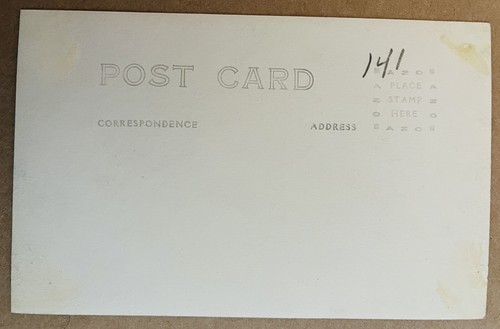 POST CARD
141
CORRESPONDENCE
ADDRESS
PLACE
STAMP
HERE